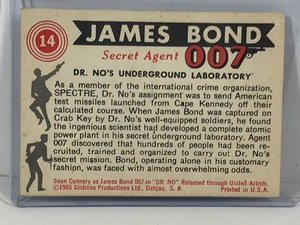 14
JAMES BOND
Secret Agent 007
DR. NO'S UNDERGROUND LABORATORY
As a member of the international crime organization,
SPECTRE, Dr. No's assignment was to send American
test missiles launched from Cape Kennedy off their
calculated course. When James Bond was captured on
Crab Key by Dr. No's well-equipped soldiers, he found
the ingenious scientist had developed a complete atomic
power plant in his secret underground laboratory. Agent
007 discovered that hundreds of people had been re-
cruited, trained and organized to carry out Dr. No's
secret mission. Bond, operating alone in his customary
fashion, had to face impossible odds.
Sean Connery as James Bond 007 in "DR. NO" Released through United Artists.
©1965 Glidrose Productions Ltd., Danjaq, S. A. Printed in U.S.A.